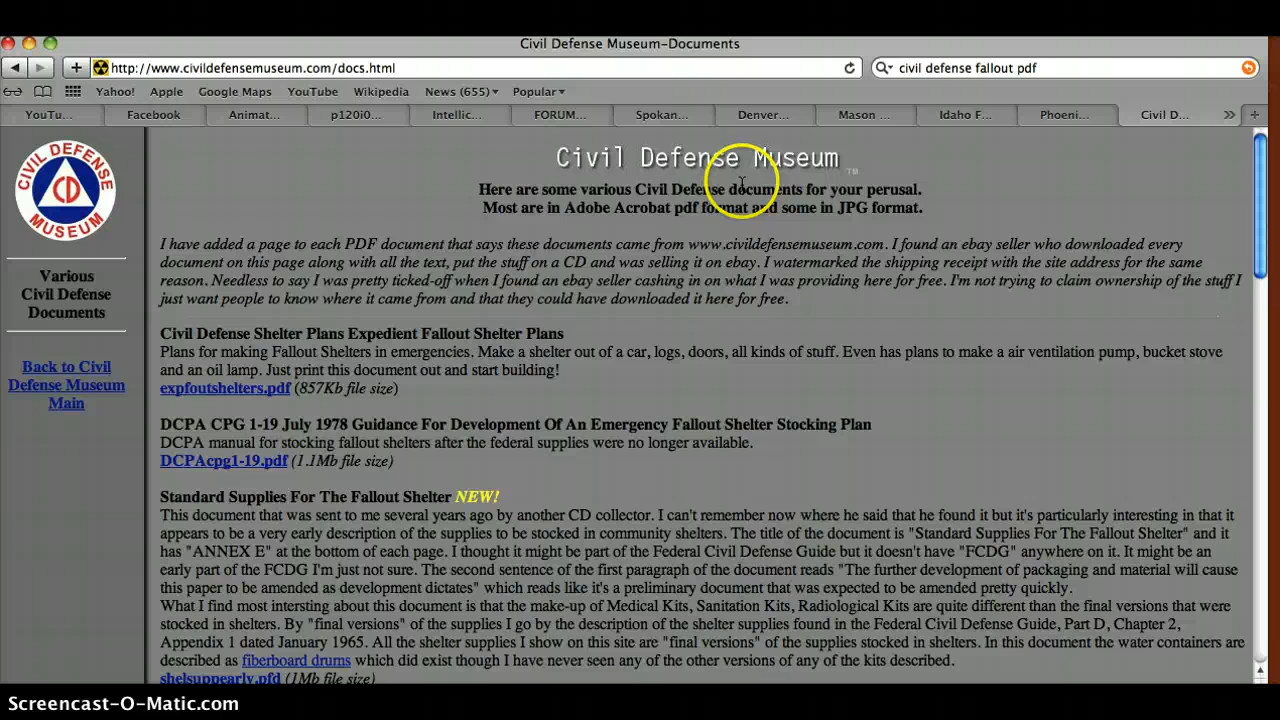 Civil Defense Museum-Documents
http://www.civildefensemuseum.com/docs.html
civil defense fallout pdf
Yahoo! Apple Google Maps YouTube Wikipedia News (655) Popular
YouTu... Facebook Animat... p120i0... Intellic... FORUM... Spokan... Denver... Mason ... Idaho F... Phoeni... Civil D...
CIVIL DEFENSE
CD
MUSEUM
Various
Civil Defense
Documents
Back to Civil
Defense Museum
Main
Civil Defense Museum TM
Here are some various Civil Defense documents for your perusal.
Most are in Adobe Acrobat pdf format and some in JPG format.
I have added a page to each PDF document that says these documents came from www.civildefensemuseum.com. I found an ebay seller who downloaded every
document on this page along with all the text, put the stuff on a CD and was selling it on ebay. I watermarked the shipping receipt with the site address for the same
reason. Needless to say I was pretty ticked-off when I found an ebay seller cashing in on what I was providing here for free. I'm not trying to claim ownership of the stuff I
just want people to know where it came from and that they could have downloaded it here for free.
Civil Defense Shelter Plans Expedient Fallout Shelter Plans
Plans for making Fallout Shelters in emergencies. Make a shelter out of a car, logs, doors, all kinds of stuff. Even has plans to make a air ventilation pump, bucket stove
and an oil lamp. Just print this document out and start building!
expfoutshelters.pdf (857Kb file size)
DCPA CPG 1-19 July 1978 Guidance For Development Of An Emergency Fallout Shelter Stocking Plan
DCPA manual for stocking fallout shelters after the federal supplies were no longer available.
DCPAcpg1-19.pdf (1.1Mb file size)
Standard Supplies For The Fallout Shelter NEW!
This document that was sent to me several years ago by another CD collector. I can't remember now where he said that he found it but it's particularly interesting in that it
appears to be a very early description of the supplies to be stocked in community shelters. The title of the document is "Standard Supplies For The Fallout Shelter" and it
has "ANNEX E" at the bottom of each page. I thought it might be part of the Federal Civil Defense Guide but it doesn't have "FCDG" anywhere on it. It might be an
early part of the FCDG I'm just not sure. The second sentence of the first paragraph of the document reads "The further development of packaging and material will cause
this paper to be amended as development dictates" which reads like it's a preliminary document that was expected to be amended pretty quickly.
What I find most intersting about this document is that the make-up of Medical Kits, Sanitation Kits, Radiological Kits are quite different than the final versions that were
stocked in shelters. By "final versions" of the supplies I go by the description of the shelter supplies found in the Federal Civil Defense Guide, Part D, Chapter 2,
Appendix 1 dated January 1965. All the shelter supplies I show on this site are "final versions" of the supplies stocked in shelters. In this document the water containers are
described as fiberboard drums which did exist though I have never seen any of the other versions of any of the kits described.
shelsuppearly.pfd (1Mb file size)
Screencast-O-Matic.com